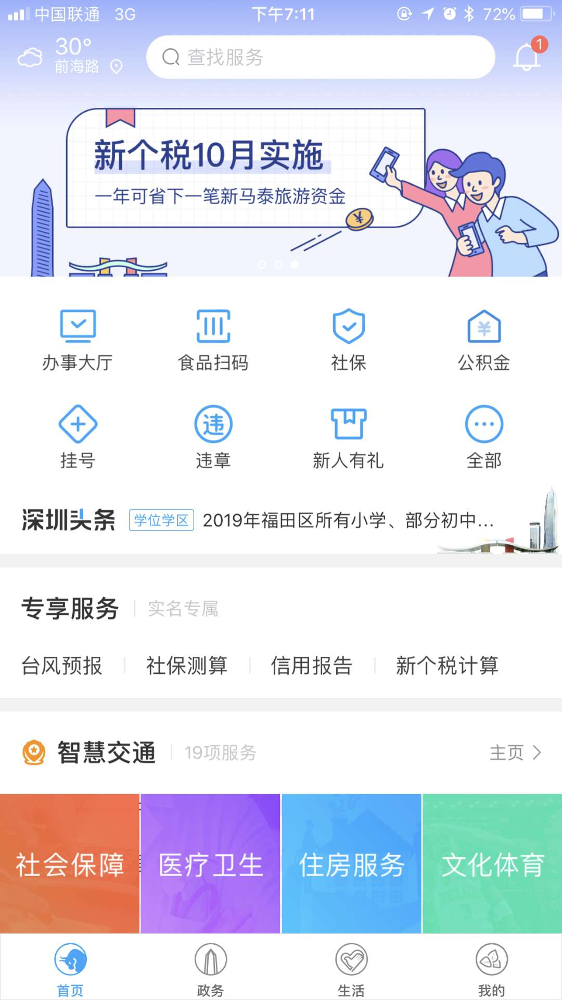 中国联通 3G 下午7:11 72%
30° 查找服务 1
前海路
新个税10月实施
一年可省下一笔新马泰旅游资金
¥
¥
办事大厅 食品扫码 社保 公积金
违
挂号 违章 新人有礼 全部
深圳头条 学位学区 2019年福田区所有小学、部分初中...
专享服务 实名专属
台风预报 社保测算 信用报告 新个税计算
智慧交通 19项服务 主页
社会保障 医疗卫生 住房服务 文化体育
首页 政务 生活 我的